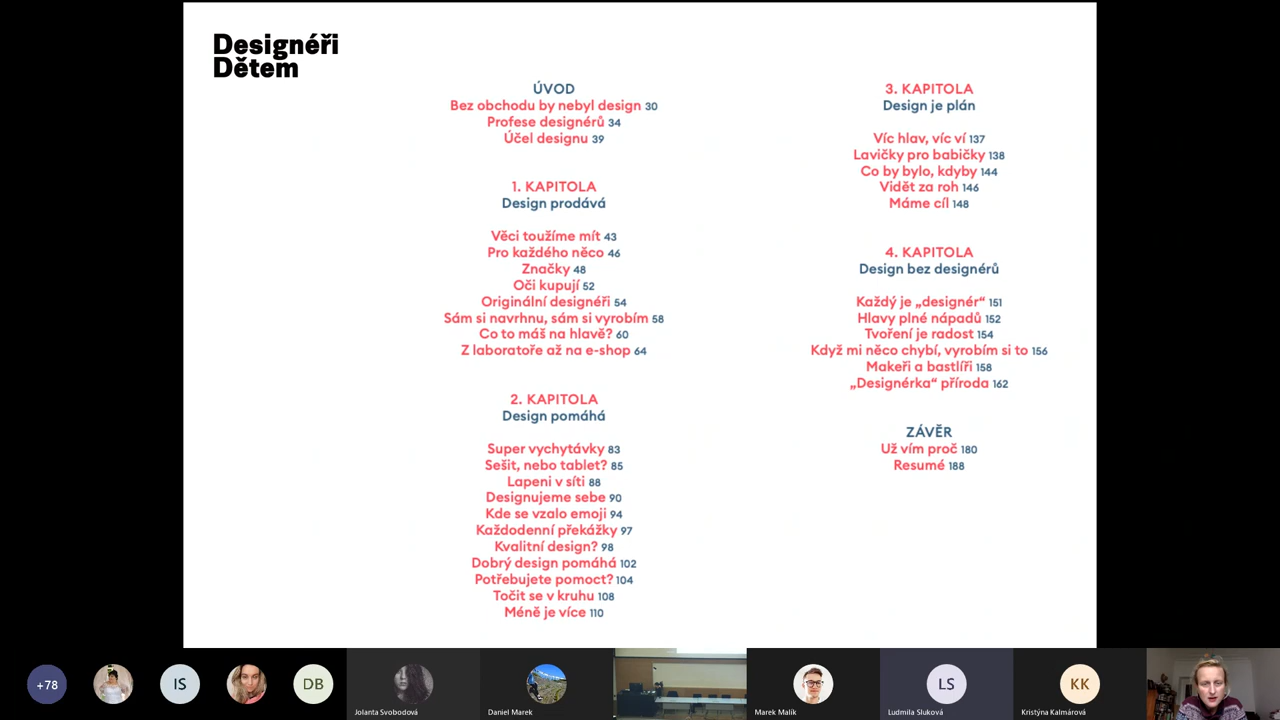 Designéři
Dětem
ÚVOD
Bez obchodu by nebyl design 30
Profese designérů 34
Účel designu 39
1. KAPITOLA
Design prodává
Věci toužíme mít 43
Pro každého něco 46
Značky 48
Oči kupují 52
Originální designéři 54
Sám si navrhnu, sám si vyrobím 58
Co to máš na hlavě? 60
Z laboratoře až na e-shop 64
2. KAPITOLA
Design pomáhá
Super vychytávky 83
Sešit, nebo tablet? 85
Lapeni v síti 88
Designujeme sebe 90
Kde se vzalo emoji 94
Každodenní překážky 97
Kvalitní design? 98
Dobrý design pomáhá 102
Potřebujete pomoct? 104
Točit se v kruhu 108
Méně je více 110
3. KAPITOLA
Design je plán
Víc hlav, víc ví 137
Lavičky pro babičky 138
Co by bylo, kdyby 144
Vidět za roh 146
Máme cíl 148
4. KAPITOLA
Design bez designérů
Každý je „designér“ 151
Hlavy plné nápadů 152
Tvoření je radost 154
Když mi něco chybí, vyrobím si to 156
Makeři a bastlíři 158
„Designérka“ příroda 162
ZÁVĚR
Už vím proč 180
Resumé 188
+78
IS
DB
Jolanta Svobodová
Daniel Marek
Marek Malík
LS
Ludmila Sluková
KK
Kristýna Kalmárová